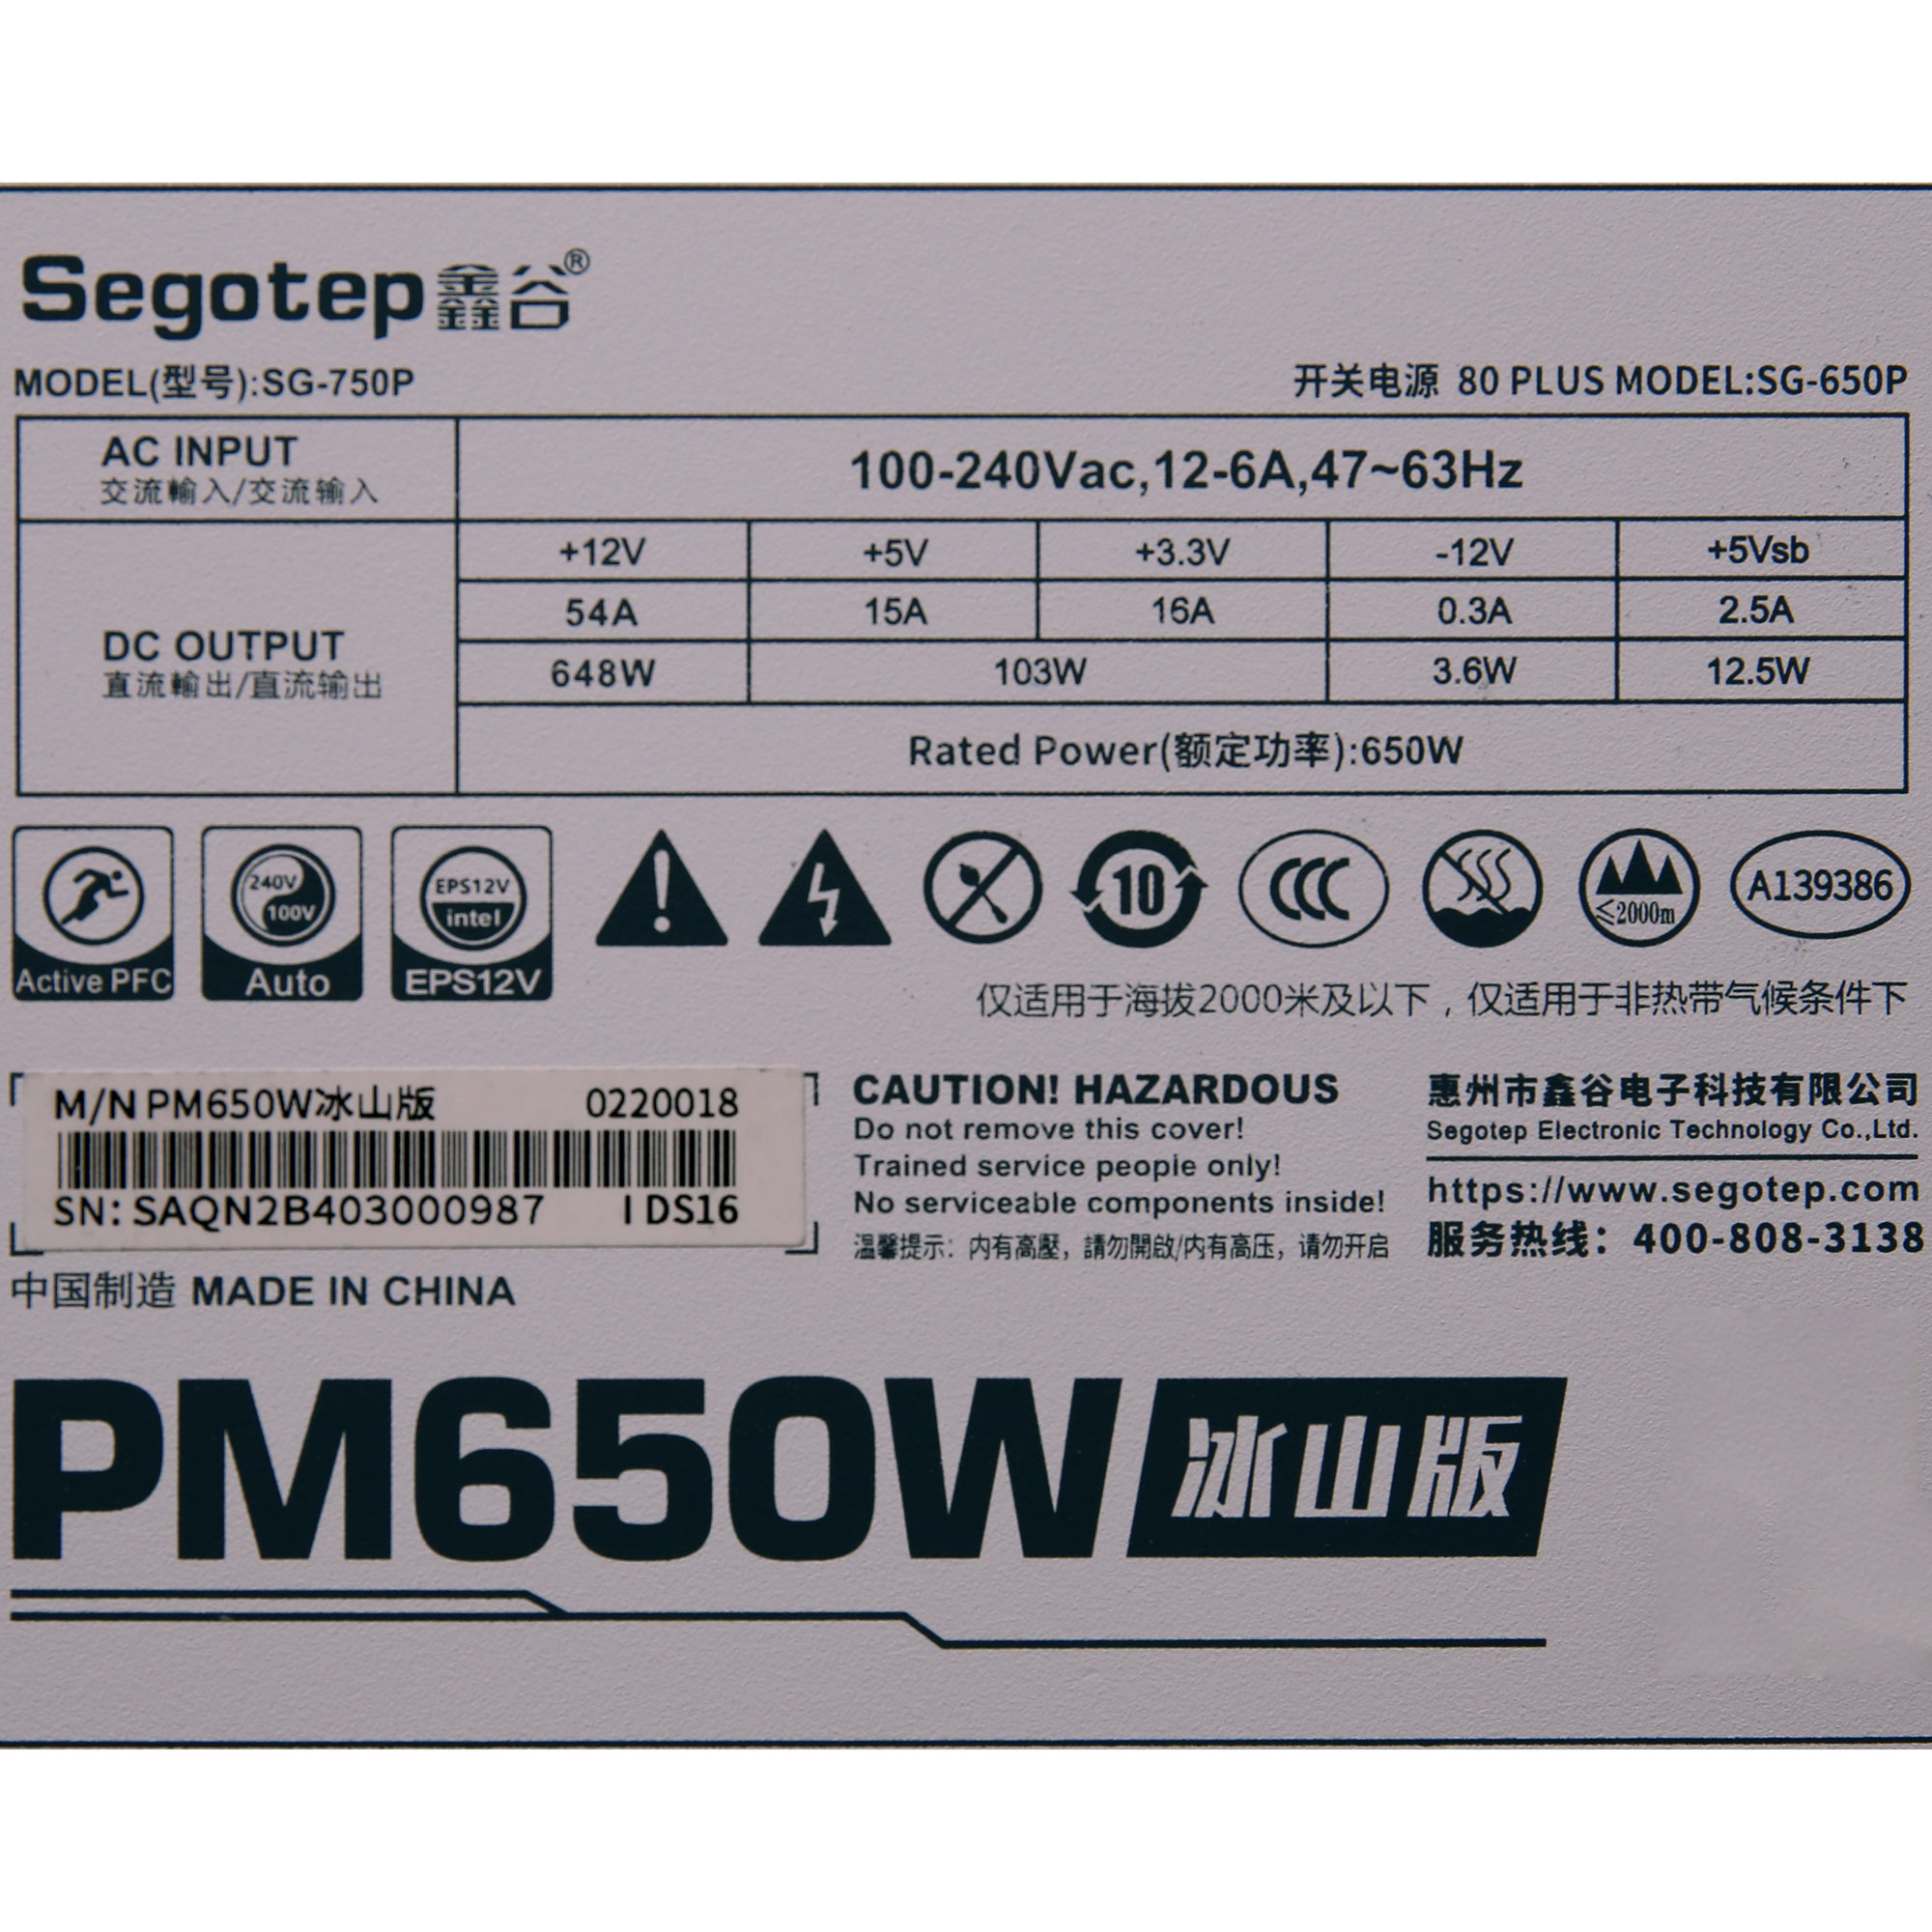 Segotep鑫谷®
MODEL(型号):SG-750P
开关电源 80 PLUS MODEL:SG-650P
AC INPUT
交流輸入/交流输入
100-240Vac,12-6A,47~63Hz
DC OUTPUT
直流輸出/直流输出
+12V +5V +3.3V -12V +5Vsb
54A 15A 16A 0.3A 2.5A
648W 103W 3.6W 12.5W
Rated Power(额定功率):650W
Active PFC
240V
100V
Auto
EPS12V
intel
EPS12V
10
CCC
≤2000m
A139386
仅适用于海拔2000米及以下，仅适用于非热带气候条件下
M/N PM650W冰山版 0220018
SN: SAQN2B403000987 I DS16
CAUTION! HAZARDOUS
Do not remove this cover!
Trained service peopie only!
No serviceable components inside!
溫馨提示：内有高壓，請勿開啟/内有高压，请勿开启
惠州市鑫谷电子科技有限公司
Segotep Electronic Technology Co.,Ltd.
https://www.segotep.com
服务热线：400-808-3138
中国制造 MADE IN CHINA
PM650W 冰山版